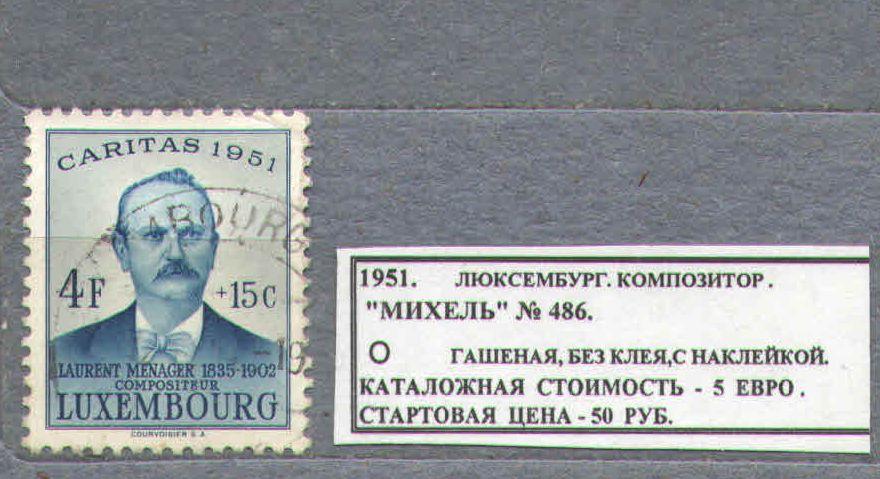 CARITAS 1951
4F +15C
LAURENT MENAGER 1835-1902
COMPOSITEUR
LUXEMBOURG
COURVOISIER S.A.
1951. ЛЮКСЕМБУРГ. КОМПОЗИТОР.
"МИХЕЛЬ" № 486.
О ГАШЕНАЯ, БЕЗ КЛЕЯ,С НАКЛЕЙКОЙ.
КАТАЛОЖНАЯ СТОИМОСТЬ - 5 ЕВРО.
СТАРТОВАЯ ЦЕНА - 50 РУБ.